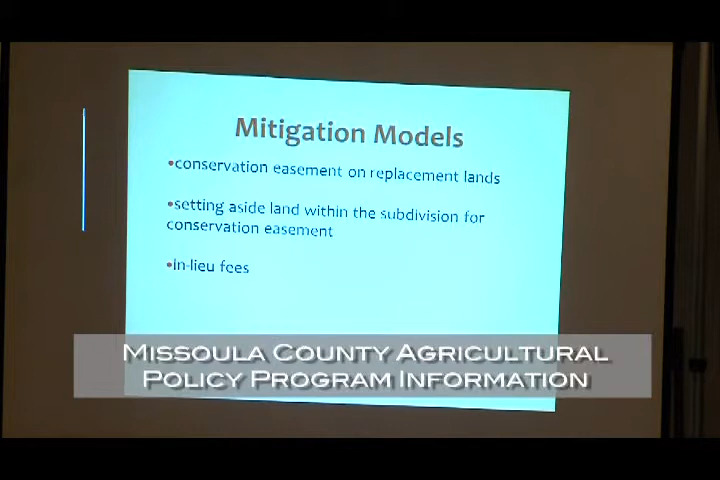 Mitigation Models
•conservation easement on replacement lands
•setting aside land within the subdivision for
conservation easement
•in-lieu fees
Missoula County Agricultural
Policy Program Information